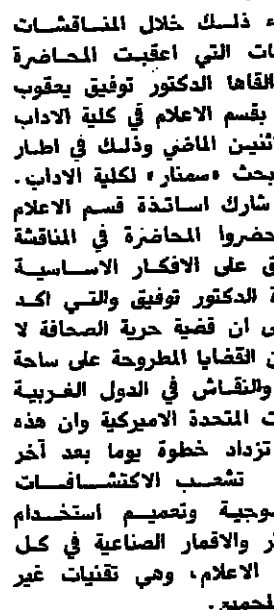 ء ذلك خلال المناقشات
ات التي اعقبت المحاضرة
القاها الدكتور توفيق يعقوب
بقسم الاعلام في كلية الاداب
ثنين الماضي وذلك في اطار
بحث «سمنار» لكلية الاداب.
شارك اساتذة قسم الاعلام
حضروا المحاضرة في المناقشة
ق على الافكار الاساسية
ة الدكتور توفيق والتي اكد
ى ان قضية حرية الصحافة لا
ن القضايا المطروحة على ساحة
والنقاش في الدول الغربية
ت المتحدة الاميركية وان هذه
تزداد خطوة يوما بعد آخر
تشعب الاكتشافات
وجية وتعميم استخدام
ر والاقمار الصناعية في كل
الاعلام، وهي تقنيات غير
لجميع.